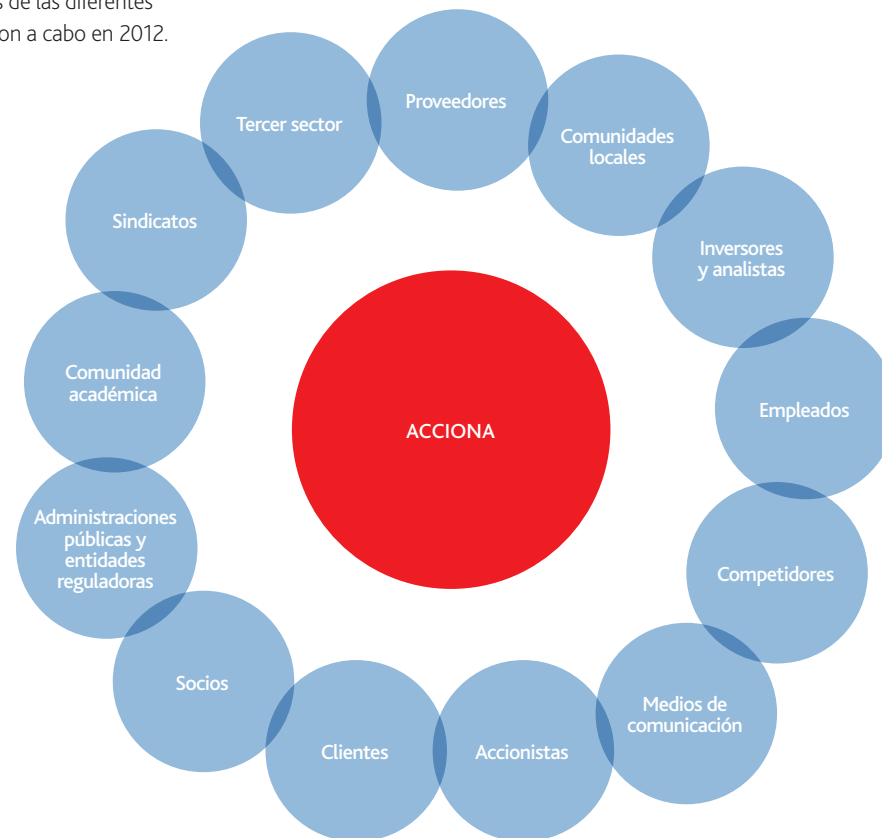 s de las diferentes
on a cabo en 2012.
Proveedores
Tercer sector
Comunidades
locales
Sindicatos
Inversores
y analistas
Comunidad
académica
Empleados
ACCIONA
Administraciones
públicas y
entidades
reguladoras
Competidores
Socios
Medios de
comunicación
Clientes
Accionistas